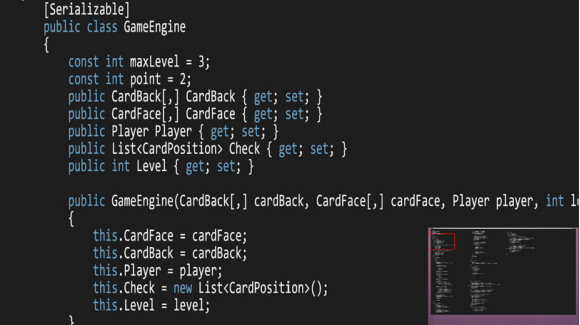 [Serializable]
public class GameEngine
{
const int maxLevel = 3;
const int point = 2;
public CardBack[,] CardBack { get; set; }
public CardFace[,] CardFace { get; set; }
public Player Player { get; set; }
public List<CardPosition> Check { get; set; }
public int Level { get; set; }
public GameEngine(CardBack[,] cardBack, CardFace[,] cardFace, Player player, int l
{
this.CardFace = cardFace;
this.CardBack = cardBack;
this.Player = player;
this.Check = new List<CardPosition>();
this.Level = level;
}